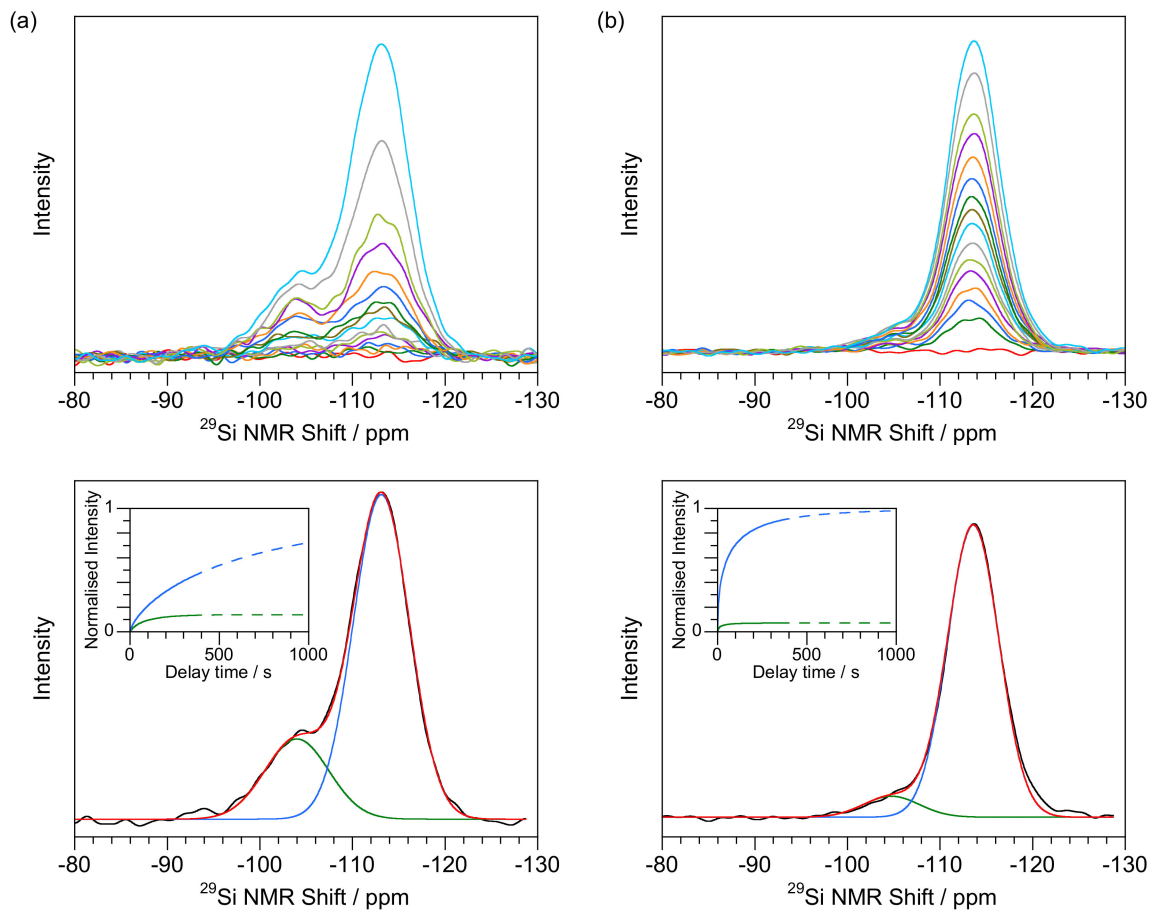 (a)
(b)
Intensity
Intensity
-80 -90 -100 -110 -120 -130
-80 -90 -100 -110 -120 -130
²⁹Si NMR Shift / ppm
²⁹Si NMR Shift / ppm
Intensity
Normalised Intensity
1
0
0 500 1000
Delay time / s
Intensity
Normalised Intensity
1
0
0 500 1000
Delay time / s
-80 -90 -100 -110 -120 -130
-80 -90 -100 -110 -120 -130
²⁹Si NMR Shift / ppm
²⁹Si NMR Shift / ppm